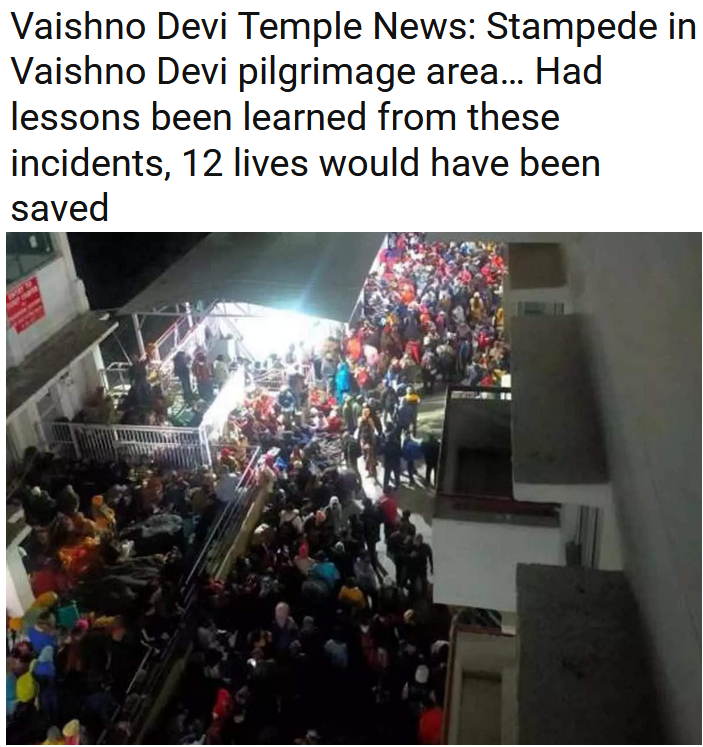 Vaishno Devi Temple News: Stampede in
Vaishno Devi pilgrimage area... Had
lessons been learned from these
incidents, 12 lives would have been
saved